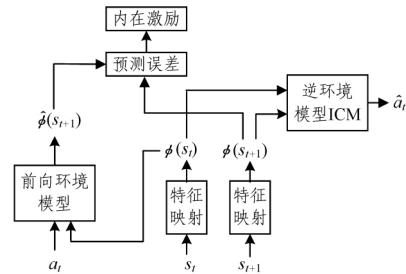 内在激励
预测误差
逆环境
模型ICM
â_t
ϕ̂(s_{t+1})
ϕ(s_t)
ϕ(s_{t+1})
前向环境
模型
特征
映射
特征
映射
a_t
s_t
s_{t+1}